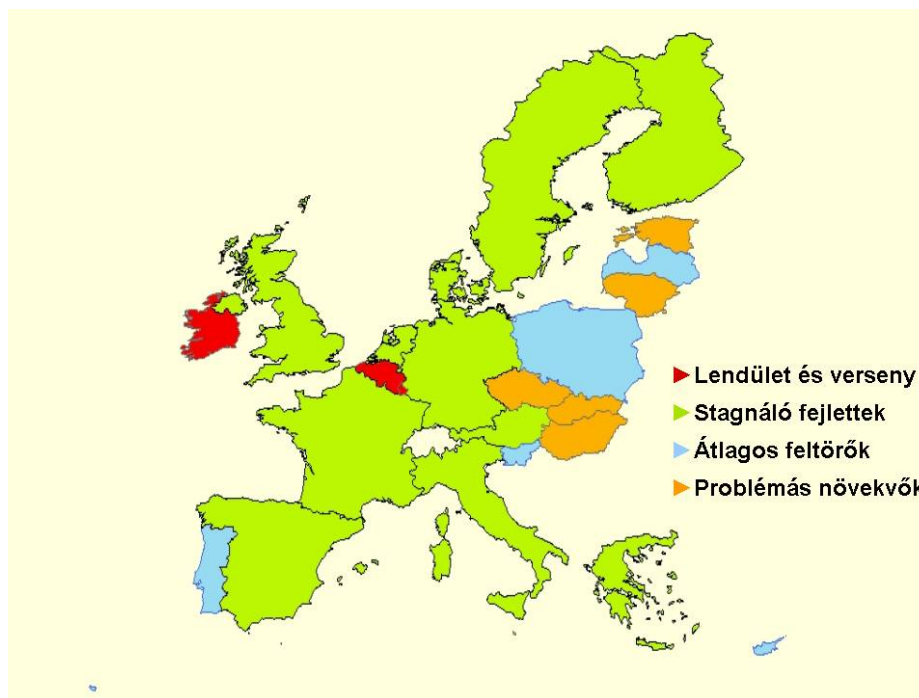 Lendület és verseny
Stagnáló fejlettek
Átlagos feltörők
Problémás növekvők